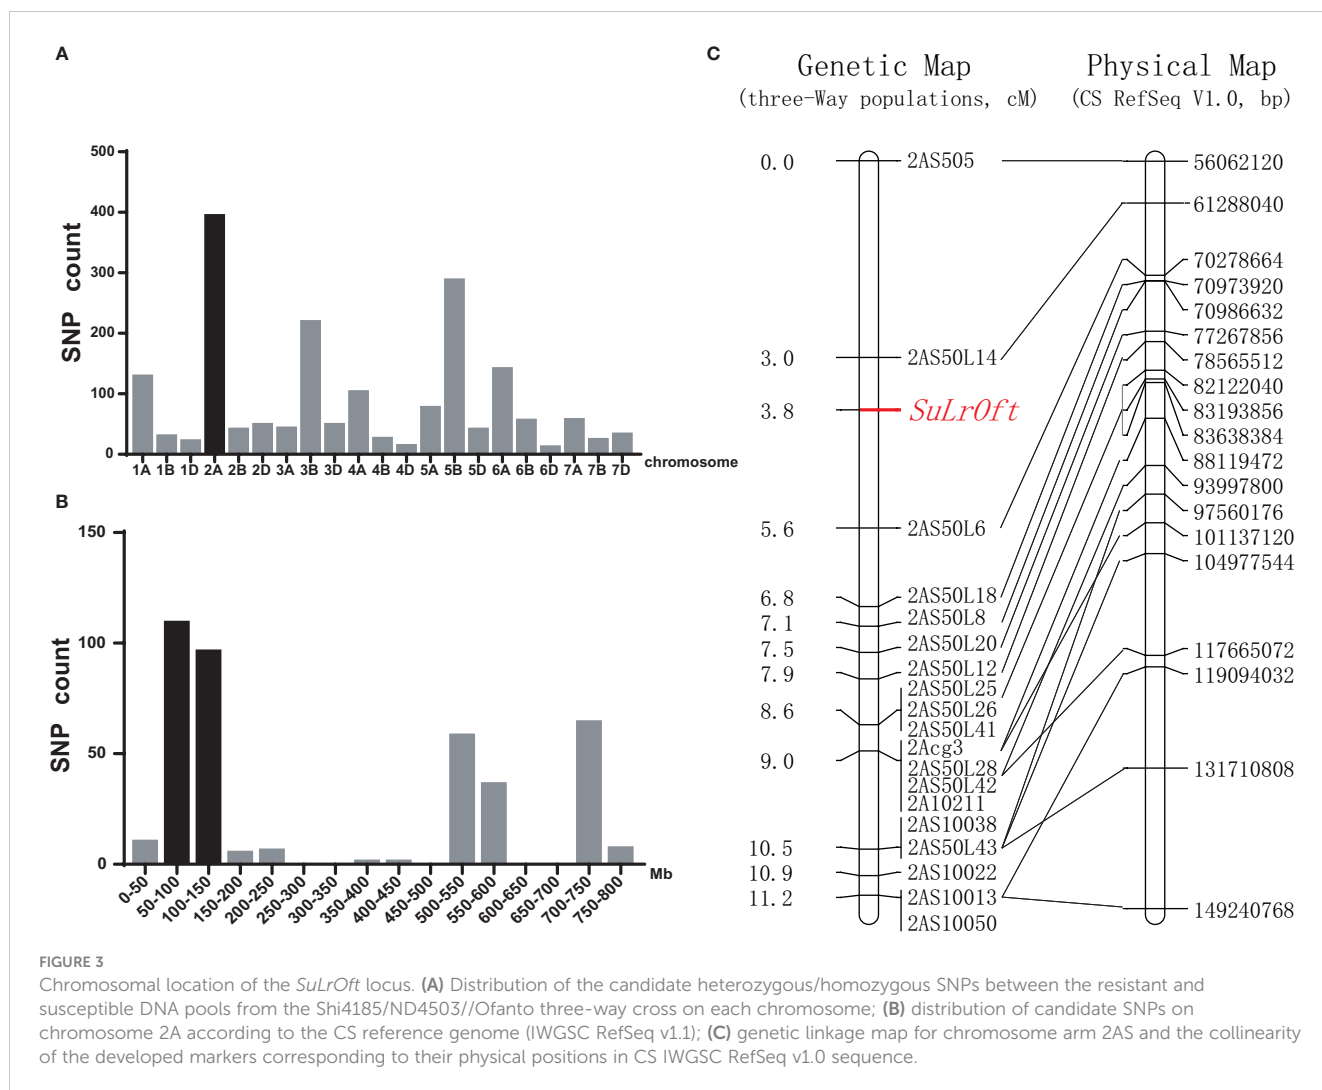 A
500
400
300
200
100
0
SNP count
1A 1B 1D 2A 2B 2D 3A 3B 3D 4A 4B 4D 5A 5B 5D 6A 6B 6D 7A 7B 7D
chromosome
B
150
100
50
0
SNP count
0-50 50-100 100-150 150-200 200-250 250-300 300-350 350-400 400-450 450-500 500-550 550-600 600-650 650-700 700-750 750-800
Mb
C
Genetic Map
(three-Way populations, cM)
0.0 2AS505
3.0 2AS50L14
3.8 SuLrOft
5.6 2AS50L6
6.8 2AS50L18
7.1 2AS50L8
7.5 2AS50L20
7.9 2AS50L12
2AS50L25
8.6 2AS50L26
2AS50L41
2Acg3
9.0 2AS50L28
2AS50L42
2A10211
2AS10038
10.5 2AS50L43
10.9 2AS10022
11.2 2AS10013
2AS10050
Physical Map
(CS RefSeq V1.0, bp)
56062120
61288040
70278664
70973920
70986632
77267856
78565512
82122040
83193856
83638384
88119472
93997800
97560176
101137120
104977544
117665072
119094032
131710808
149240768
FIGURE 3
Chromosomal location of the SuLrOft locus. (A) Distribution of the candidate heterozygous/homozygous SNPs between the resistant and
susceptible DNA pools from the Shi4185/ND4503//Ofanto three-way cross on each chromosome; (B) distribution of candidate SNPs on
chromosome 2A according to the CS reference genome (IWGSC RefSeq v1.1); (C) genetic linkage map for chromosome arm 2AS and the collinearity
of the developed markers corresponding to their physical positions in CS IWGSC RefSeq v1.0 sequence.